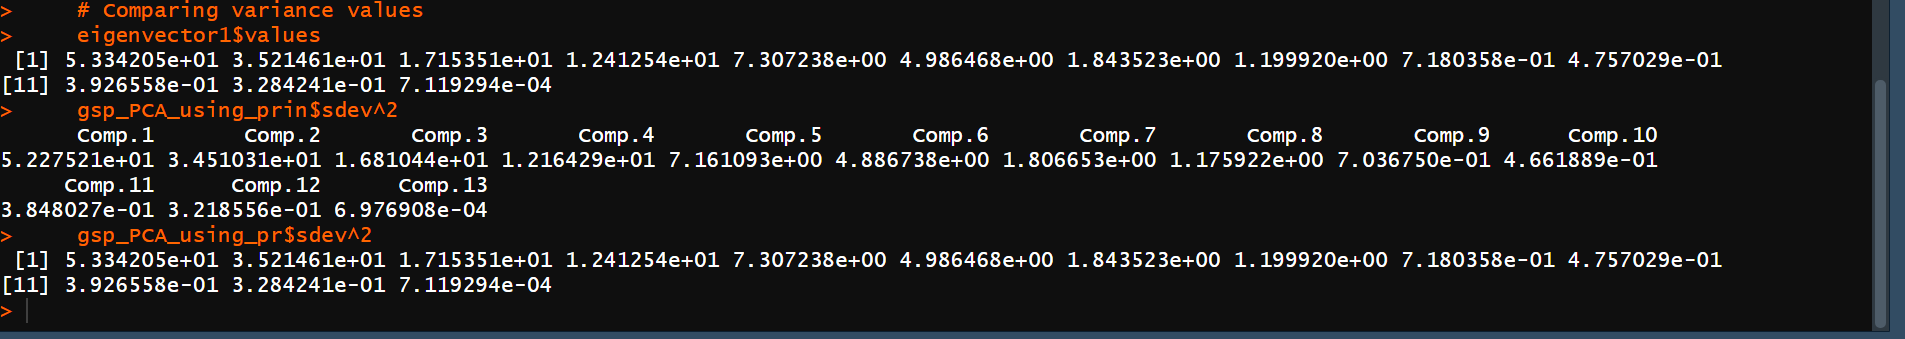 > # Comparing variance values
> eigenvector1$values
[1] 5.334205e+01 3.521461e+01 1.715351e+01 1.241254e+01 7.307238e+00 4.986468e+00 1.843523e+00 1.199920e+00 7.180358e-01 4.757029e-01
[11] 3.926558e-01 3.284241e-01 7.119294e-04
> gsp_PCA_using_prin$sdev^2
Comp.1 Comp.2 Comp.3 Comp.4 Comp.5 Comp.6 Comp.7 Comp.8 Comp.9 Comp.10
5.227521e+01 3.451031e+01 1.681044e+01 1.216429e+01 7.161093e+00 4.886738e+00 1.806653e+00 1.175922e+00 7.036750e-01 4.661889e-01
Comp.11 Comp.12 Comp.13
3.848027e-01 3.218556e-01 6.976908e-04
> gsp_PCA_using_pr$sdev^2
[1] 5.334205e+01 3.521461e+01 1.715351e+01 1.241254e+01 7.307238e+00 4.986468e+00 1.843523e+00 1.199920e+00 7.180358e-01 4.757029e-01
[11] 3.926558e-01 3.284241e-01 7.119294e-04
>